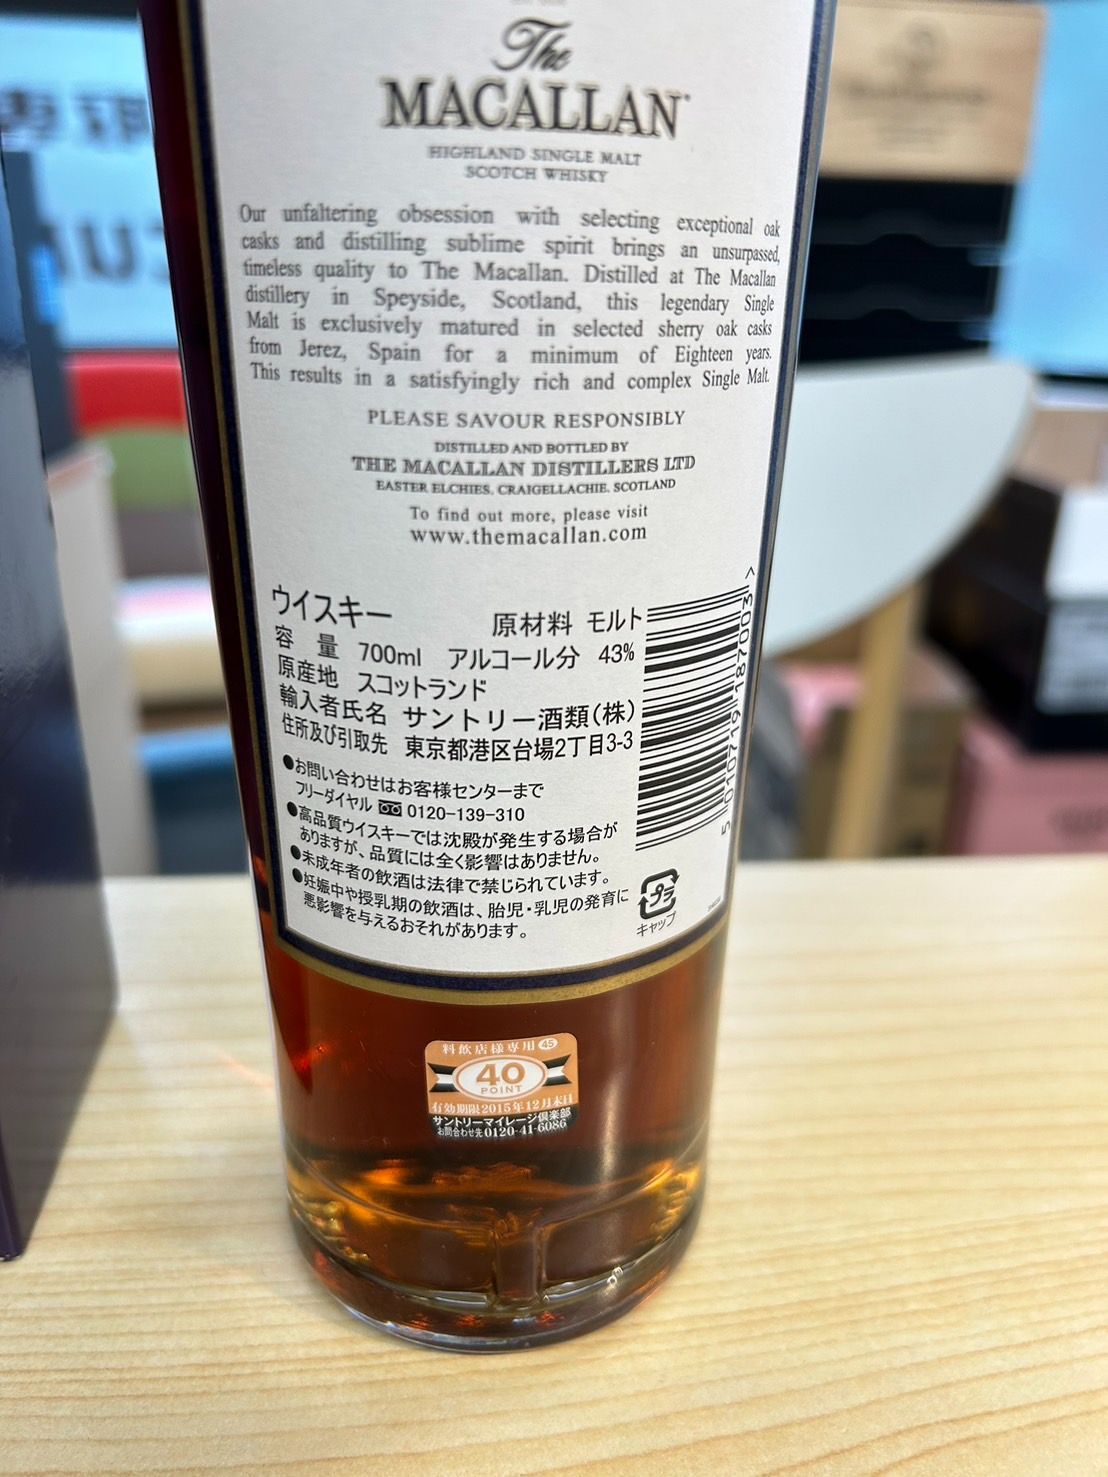 The
MACALLAN
HIGHLAND SINGLE MALT
SCOTCH WHISKY
Our unfaltering obsession with selecting exceptional oak
casks and distilling sublime spirit brings an unsurpassed,
timeless quality to The Macallan. Distilled at The Macallan
distillery in Speyside, Scotland, this legendary Single
Malt is exclusively matured in selected sherry oak casks
from Jerez, Spain for a minimum of Eighteen years.
This results in a satisfyingly rich and complex Single Malt.
PLEASE SAVOUR RESPONSIBLY
DISTILLED AND BOTTLED BY
THE MACALLAN DISTILLERS LTD
EASTER ELCHIES, CRAIGELLACHIE, SCOTLAND
To find out more, please visit
www.themacallan.com
ウイスキー 原材料 モルト
容量 700ml アルコール分 43%
原産地 スコットランド
輸入者氏名 サントリー酒類(株)
住所及び引取先 東京都港区台場2丁目3-3
●お問い合わせはお客様センターまで
フリーダイヤル 0120-139-310
●高品質ウイスキーでは沈殿が発生する場合が
ありますが、品質には全く影響はありません。
●未成年者の飲酒は法律で禁じられています。
●妊娠中や授乳期の飲酒は、胎児・乳児の発育に
悪影響を与えるおそれがあります。
5 010719 187003 >
プラ
キャップ
料飲店様専用 45
40
POINT
有効期限2015年12月末日
サントリーマイレージ倶楽部
お問合わせ先 0120-41-6086